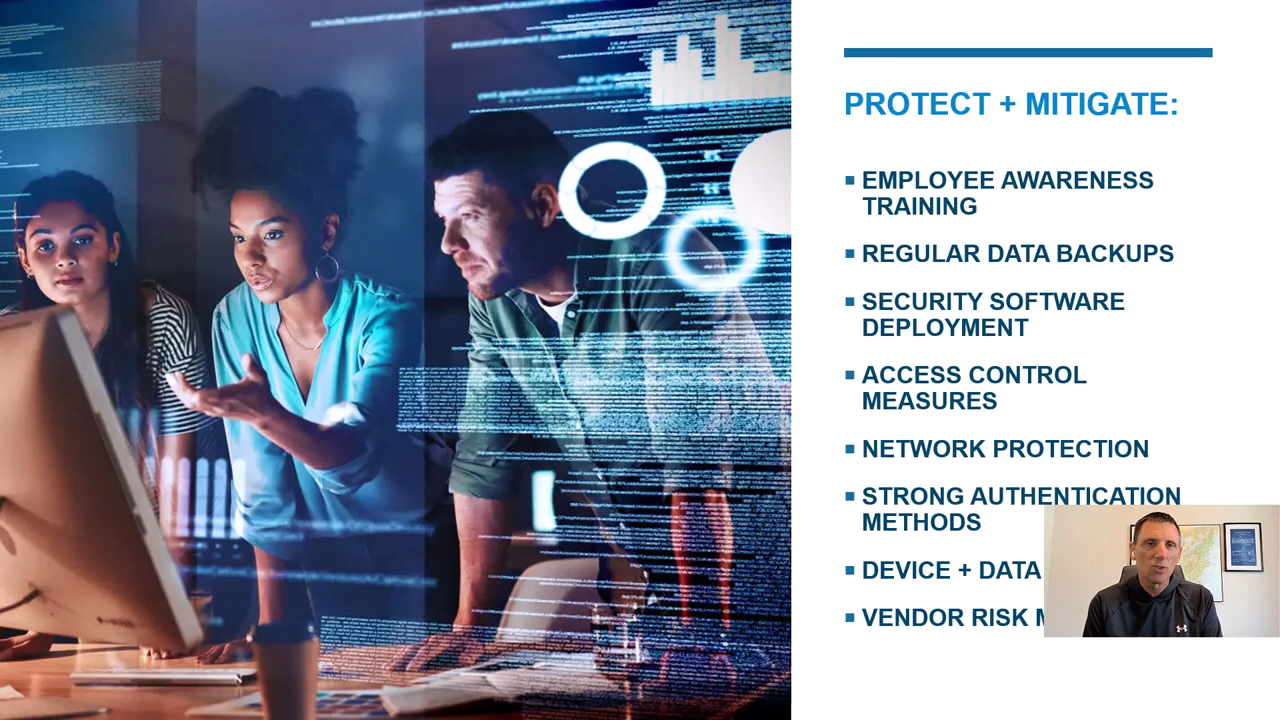 PROTECT + MITIGATE:
EMPLOYEE AWARENESS
TRAINING
REGULAR DATA BACKUPS
SECURITY SOFTWARE
DEPLOYMENT
ACCESS CONTROL
MEASURES
NETWORK PROTECTION
STRONG AUTHENTICATION
METHODS
DEVICE + DATA
VENDOR RISK